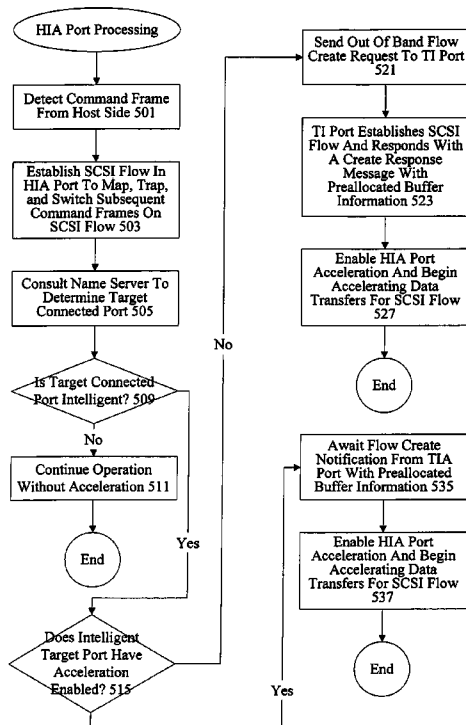 HIA Port Processing
Detect Command Frame
From Host Side 501
Establish SCSI Flow In
HIA Port To Map, Trap,
and Switch Subsequent
Command Frames On
SCSI Flow 503
Consult Name Server To
Determine Target
Connected Port 505
Is Target Connected
Port Intelligent? 509
No
Continue Operation
Without Acceleration 511
End
Yes
Does Intelligent
Target Port Have
Acceleration
Enabled? 515
No
Send Out Of Band Flow
Create Request To TI Port
521
TI Port Establishes SCSI
Flow And Responds With
A Create Response
Message With
Preallocated Buffer
Information 523
Enable HIA Port
Acceleration And Begin
Accelerating Data
Transfers For SCSI Flow
527
End
Yes
Await Flow Create
Notification From TIA
Port With Preallocated
Buffer Information 535
Enable HIA Port
Acceleration And Begin
Accelerating Data
Transfers For SCSI Flow
537
End